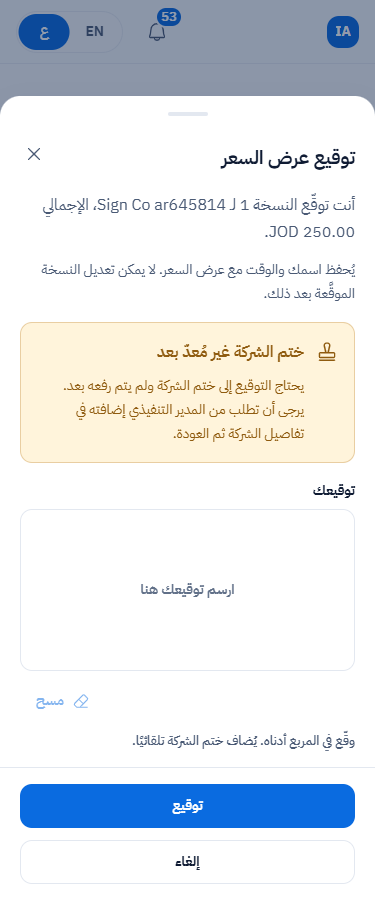 IA
53
EN
ع
توقيع عرض السعر
أنت توقّع النسخة 1 لـ Sign Co ar645814، الإجمالي
JOD 250.00.
يُحفظ اسمك والوقت مع عرض السعر. لا يمكن تعديل النسخة
الموقَّعة بعد ذلك.
ختم الشركة غير مُعدّ بعد
يحتاج التوقيع إلى ختم الشركة ولم يتم رفعه بعد.
يرجى أن تطلب من المدير التنفيذي إضافته في
تفاصيل الشركة ثم العودة.
توقيعك
ارسم توقيعك هنا
مسح
وقّع في المربع أدناه. يُضاف ختم الشركة تلقائيًا.
توقيع
إلغاء